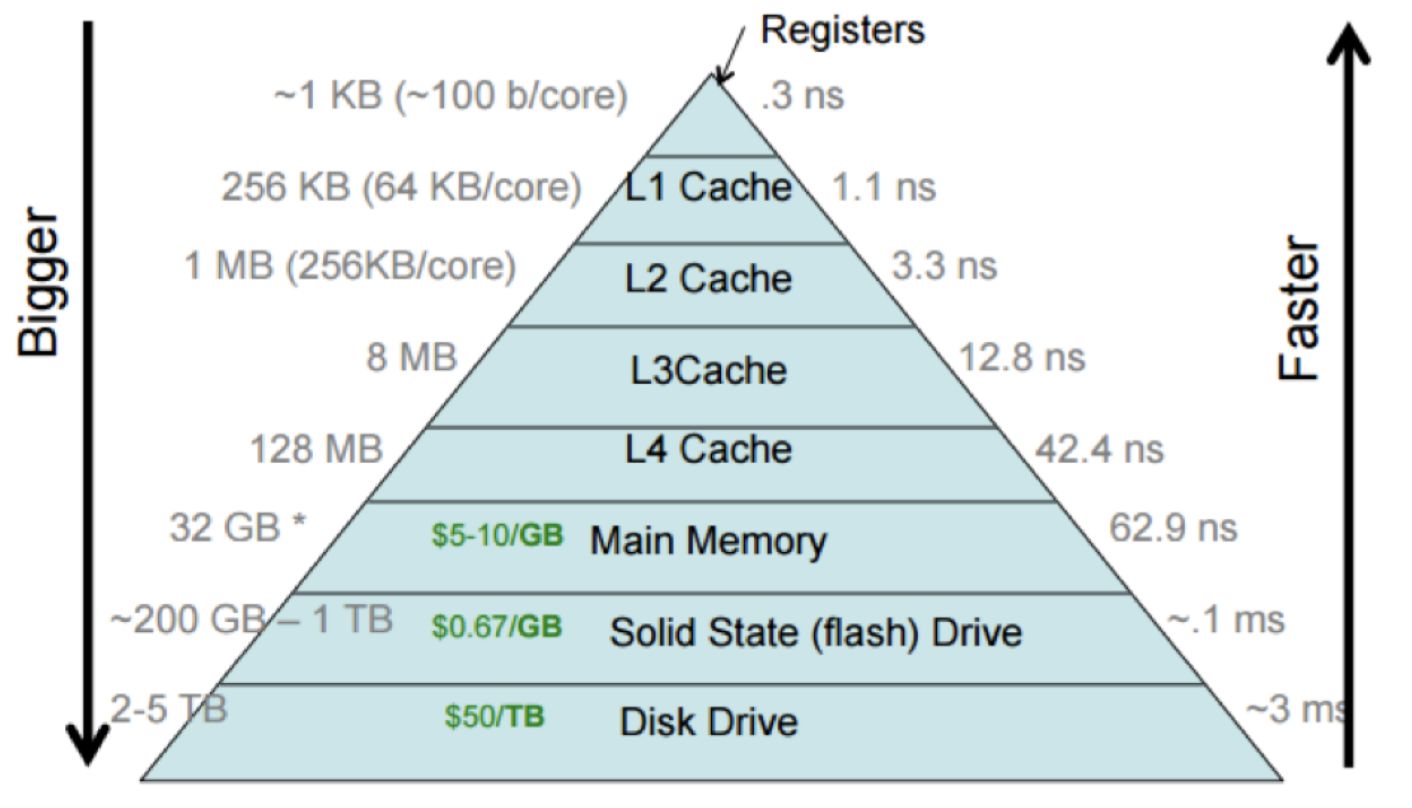 Registers
~1 KB (~100 b/core) .3 ns
256 KB (64 KB/core) L1 Cache 1.1 ns
1 MB (256KB/core) L2 Cache 3.3 ns
8 MB L3Cache 12.8 ns
128 MB L4 Cache 42.4 ns
32 GB * $5-10/GB Main Memory 62.9 ns
~200 GB – 1 TB $0.67/GB Solid State (flash) Drive ~.1 ms
2-5 TB $50/TB Disk Drive ~3 ms
Bigger
Faster